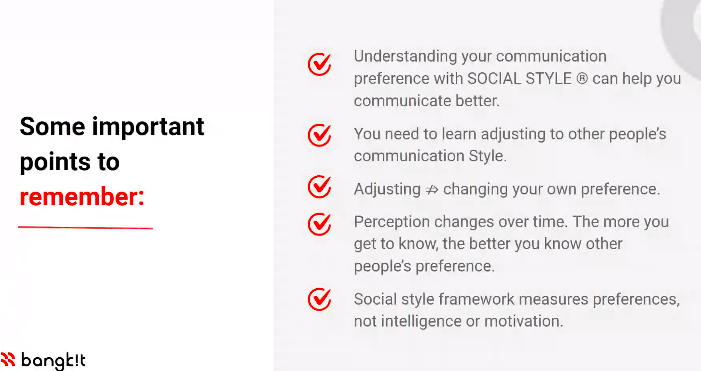 Some important
points to
remember:
Understanding your communication
preference with SOCIAL STYLE ® can help you
communicate better.
You need to learn adjusting to other people's
communication Style.
Adjusting ⇏ changing your own preference.
Perception changes over time. The more you
get to know, the better you know other
people's preference.
Social style framework measures preferences,
not intelligence or motivation.
bangk!t